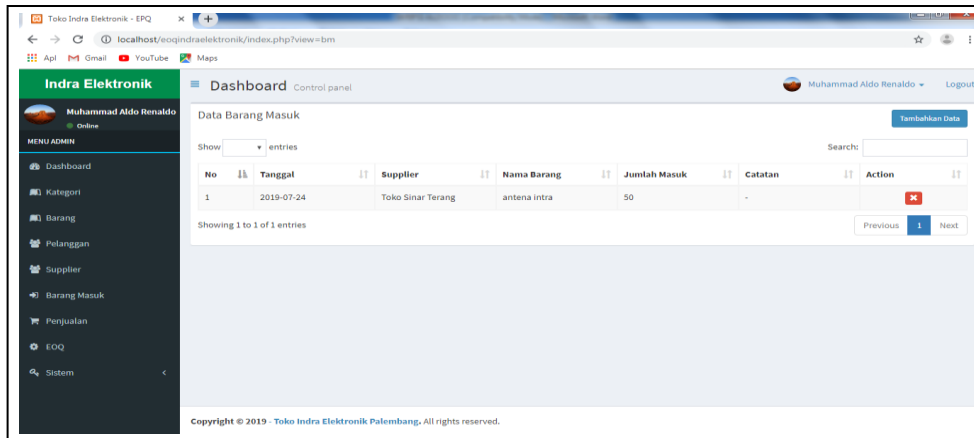 Toko Indra Elektronik - EPQ
localhost/eoqindraelektronik/index.php?view=bm
Apl Gmail YouTube Maps
Indra Elektronik
Dashboard Control panel
Muhammad Aldo Renaldo
Logout
Muhammad Aldo Renaldo
Online
MENU ADMIN
Dashboard
Kategori
Barang
Pelanggan
Supplier
Barang Masuk
Penjualan
EOQ
Sistem
Data Barang Masuk
Tambahkan Data
Show entries
Search:
No Tanggal Supplier Nama Barang Jumlah Masuk Catatan Action
1 2019-07-24 Toko Sinar Terang antena intra 50 -
Showing 1 to 1 of 1 entries
Previous 1 Next
Copyright © 2019 - Toko Indra Elektronik Palembang. All rights reserved.